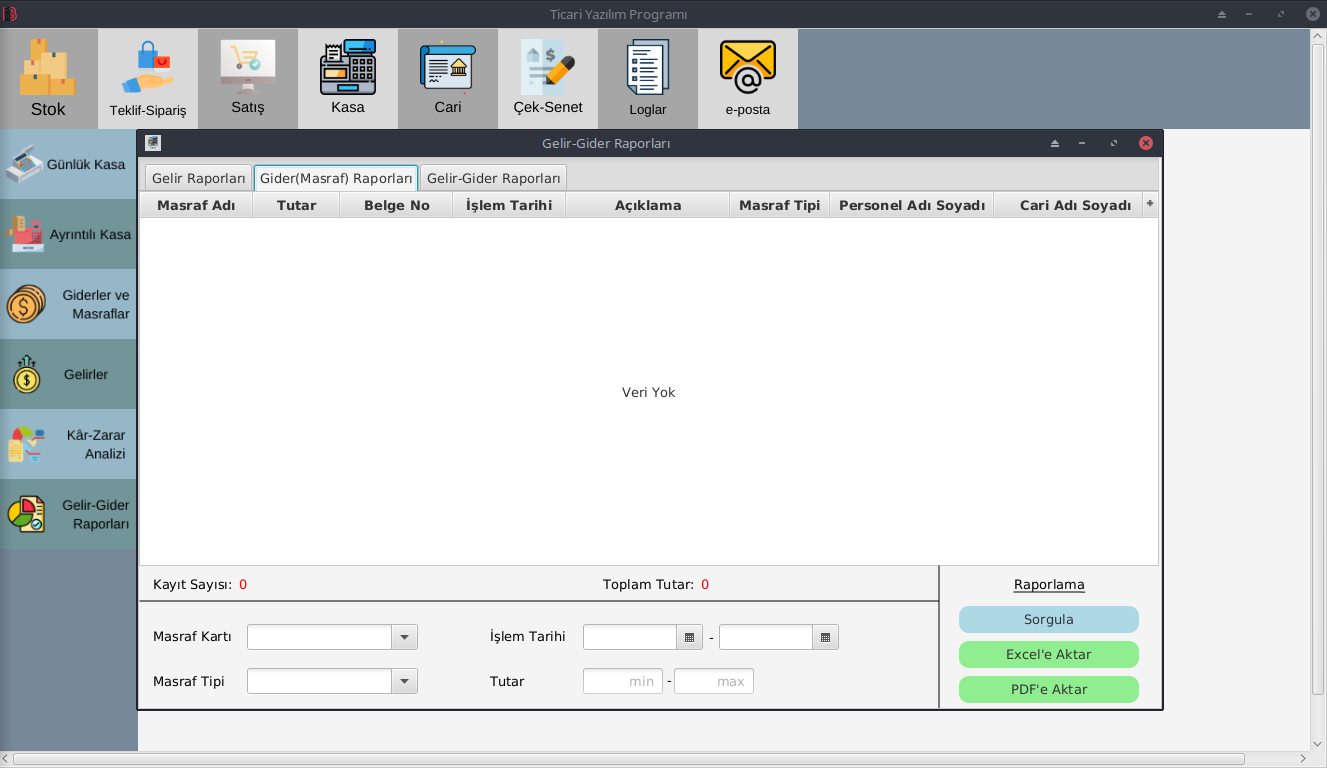 Ticari Yazılım Programı
Stok
Teklif-Sipariş
Satış
Kasa
Cari
Çek-Senet
Loglar
e-posta
Günlük Kasa
Ayrıntılı Kasa
Giderler ve
Masraflar
Gelirler
Kâr-Zarar
Analizi
Gelir-Gider
Raporları
Gelir-Gider Raporları
Gelir Raporları Gider(Masraf) Raporları Gelir-Gider Raporları
Masraf Adı Tutar Belge No İşlem Tarihi Açıklama Masraf Tipi Personel Adı Soyadı Cari Adı Soyadı +
Veri Yok
Kayıt Sayısı: 0 Toplam Tutar: 0
Masraf Kartı İşlem Tarihi -
Masraf Tipi Tutar min - max
Raporlama
Sorgula
Excel'e Aktar
PDF'e Aktar